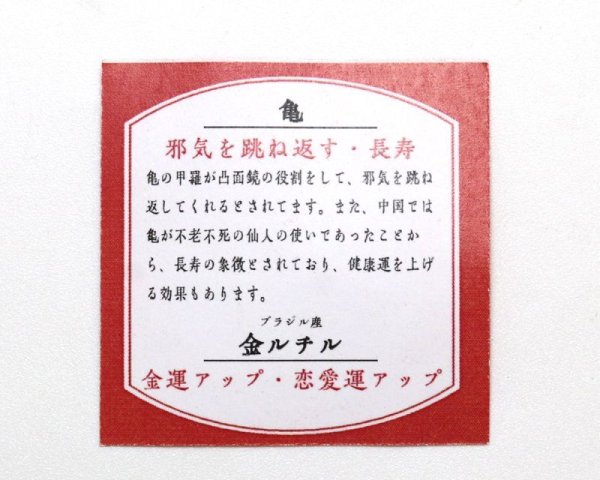 亀
邪気を跳ね返す・長寿
亀の甲羅が凸面鏡の役割をして、邪気を跳ね
返してくれるとされてます。また、中国では
亀が不老不死の仙人の使いであったことか
ら、長寿の象徴とされており、健康運を上げ
る効果もあります。
ブラジル産
金ルチル
金運アップ・恋愛運アップ